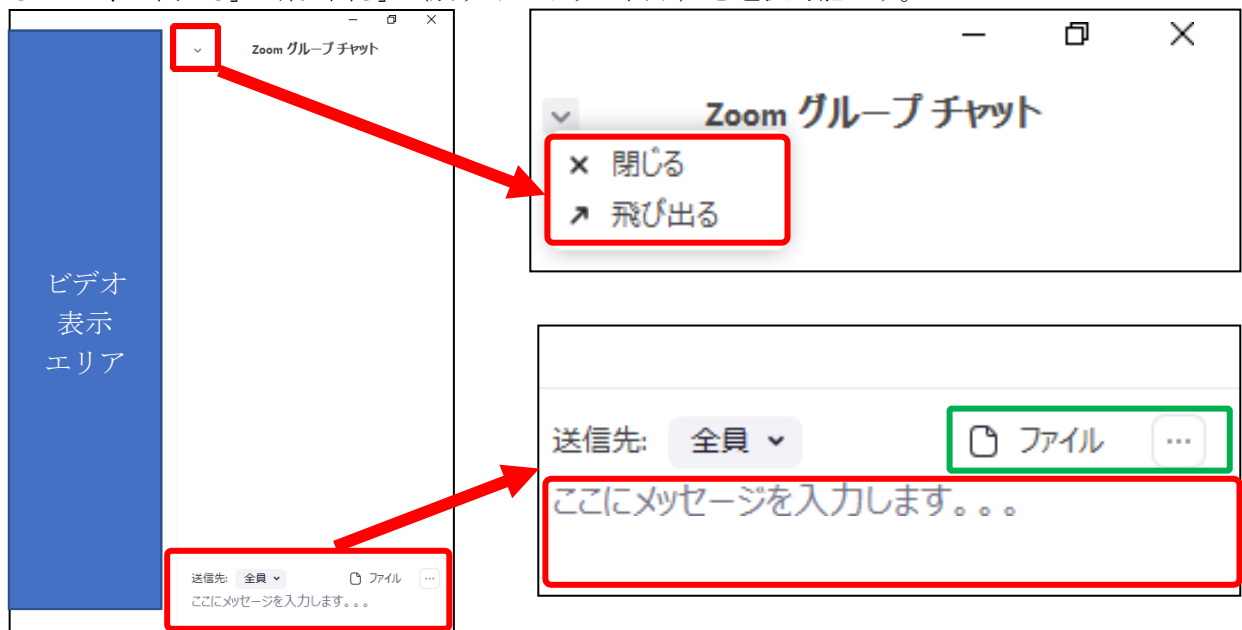 Zoom グループ チャット
ビデオ
表示
エリア
送信先: 全員 ファイル ...
ここにメッセージを入力します。。。
Zoom グループ チャット
× 閉じる
飛び出る
送信先: 全員 ファイル ...
ここにメッセージを入力します。。。